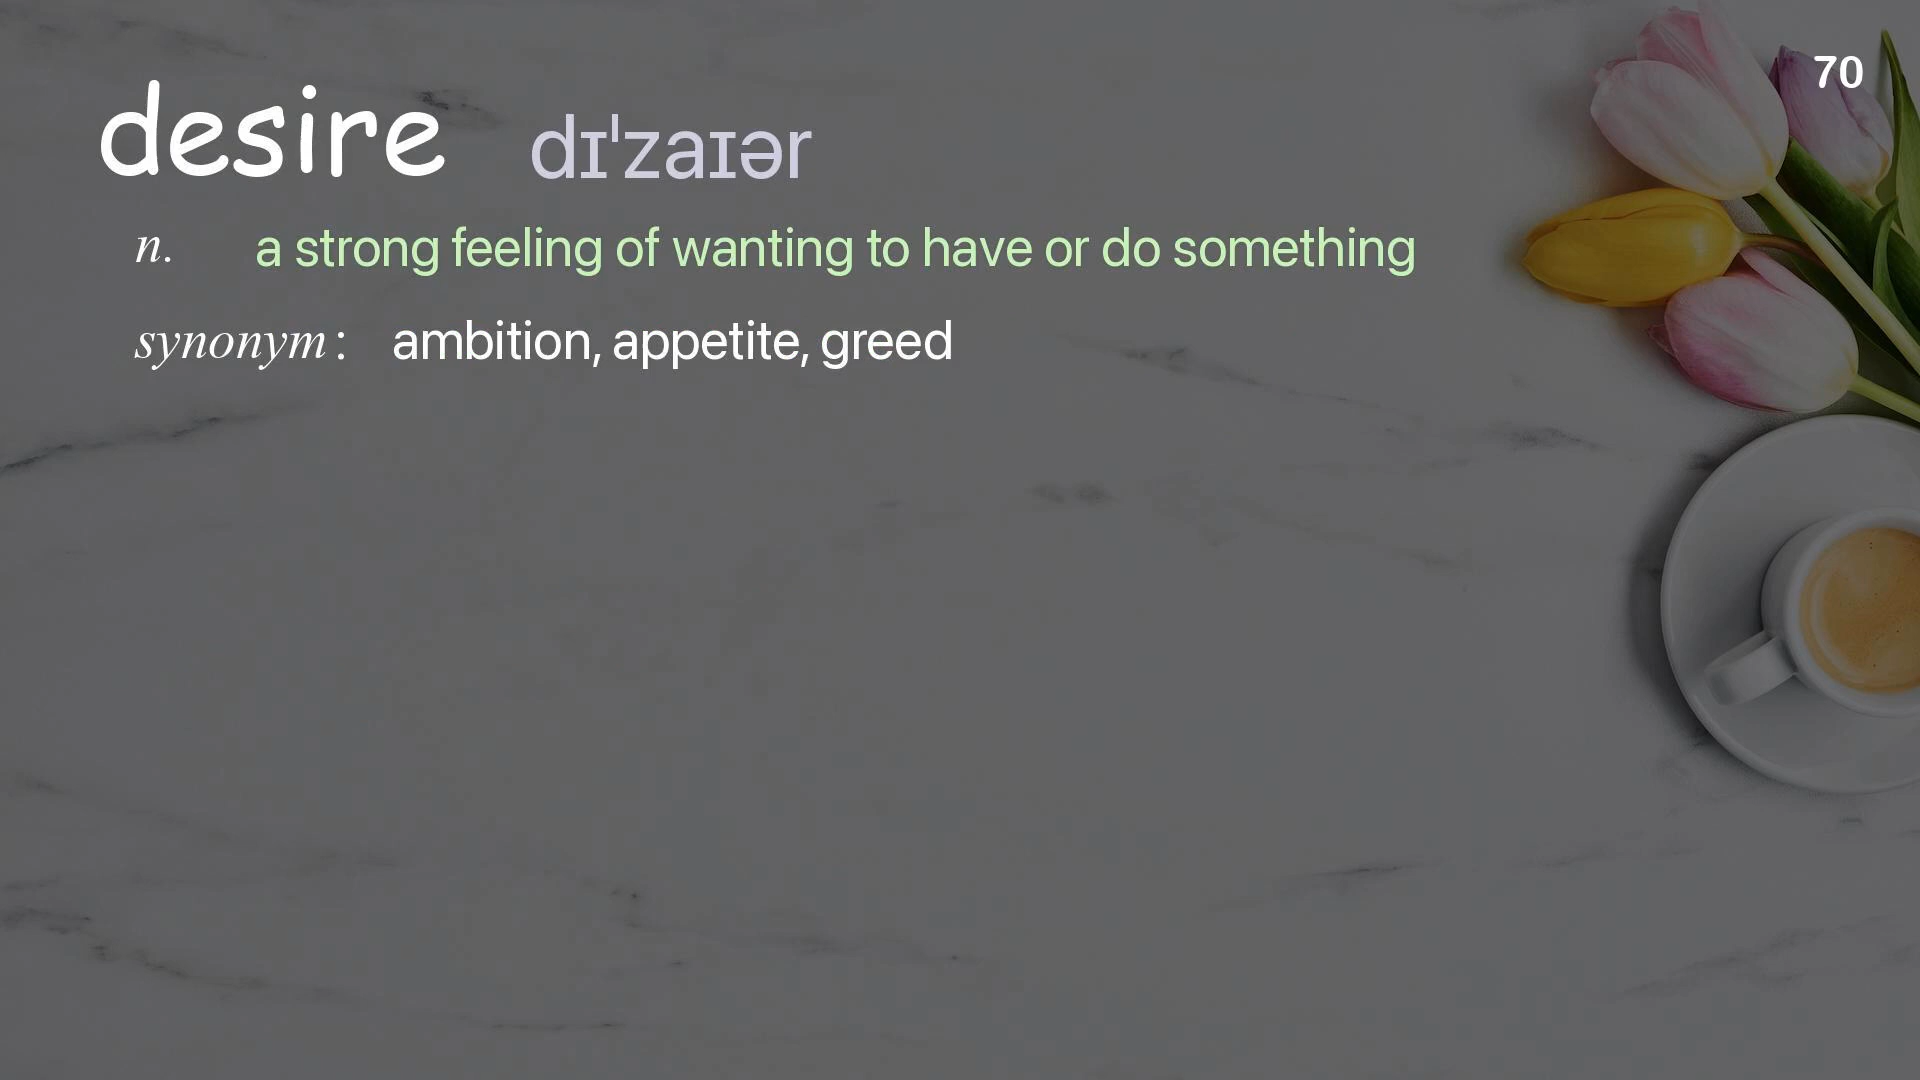 70
desire dɪˈzaɪər
n. a strong feeling of wanting to have or do something
synonym: ambition, appetite, greed